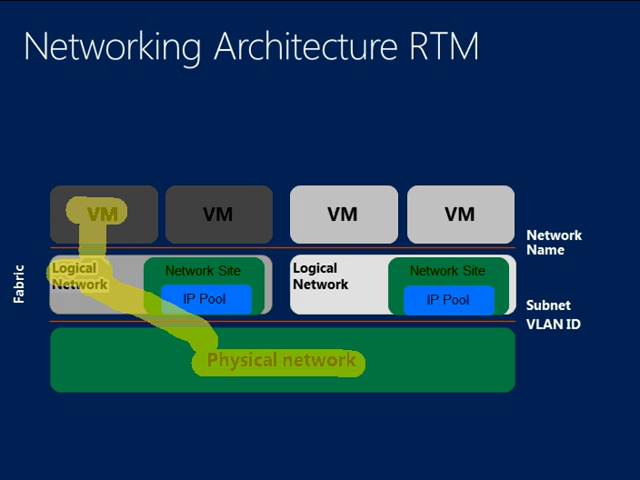 Networking Architecture RTM
VM
VM
VM
VM
Network
Name
Fabric
Logical
Network
Network Site
IP Pool
Logical
Network
Network Site
IP Pool
Subnet
VLAN ID
Physical network